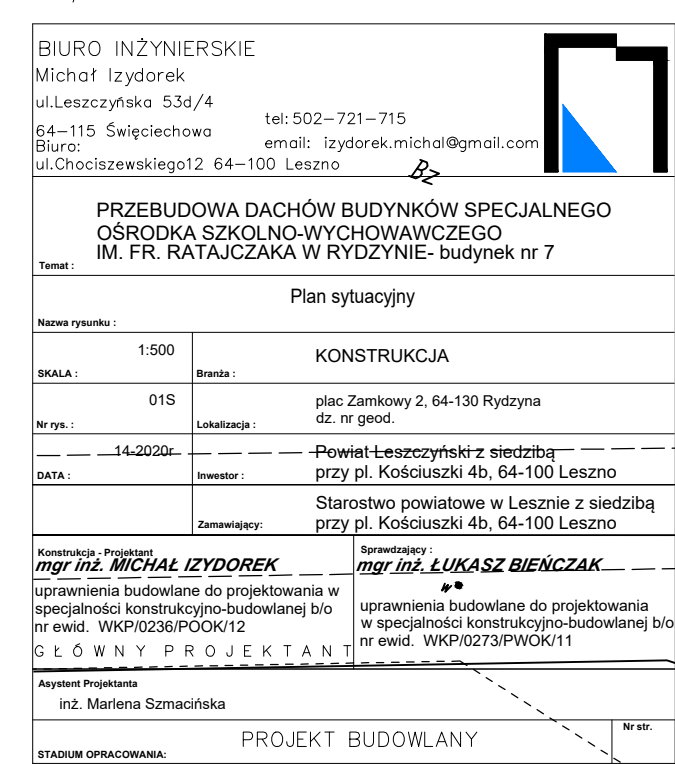 BIURO INŻYNIERSKIE
Michał Izydorek
ul.Leszczyńska 53d/4
64-115 Święciechowa
tel: 502-721-715
Biuro:
email: izydorek.michal@gmail.com
ul.Chociszewskiego12 64-100 Leszno
Bz
PRZEBUDOWA DACHÓW BUDYNKÓW SPECJALNEGO
OŚRODKA SZKOLNO-WYCHOWAWCZEGO
IM. FR. RATAJCZAKA W RYDZYNIE- budynek nr 7
Temat :
Plan sytuacyjny
Nazwa rysunku :
1:500
SKALA :
KONSTRUKCJA
Branża :
01S
Nr rys. :
plac Zamkowy 2, 64-130 Rydzyna
dz. nr geod.
Lokalizacja :
14-2020r
DATA :
Powiat Leszczyński z siedzibą
przy pl. Kościuszki 4b, 64-100 Leszno
Inwestor :
Starostwo powiatowe w Lesznie z siedzibą
przy pl. Kościuszki 4b, 64-100 Leszno
Zamawiający:
Konstrukcja - Projektant
mgr inż. MICHAŁ IZYDOREK
uprawnienia budowlane do projektowania w
specjalności konstrukcyjno-budowlanej b/o
nr ewid. WKP/0236/POOK/12
GŁÓWNY PROJEKTANT
Sprawdzający :
mgr inż. ŁUKASZ BIEŃCZAK
uprawnienia budowlane do projektowania
w specjalności konstrukcyjno-budowlanej b/o
nr ewid. WKP/0273/PWOK/11
Asystent Projektanta
inż. Marlena Szmacińska
PROJEKT BUDOWLANY
STADIUM OPRACOWANIA:
Nr str.